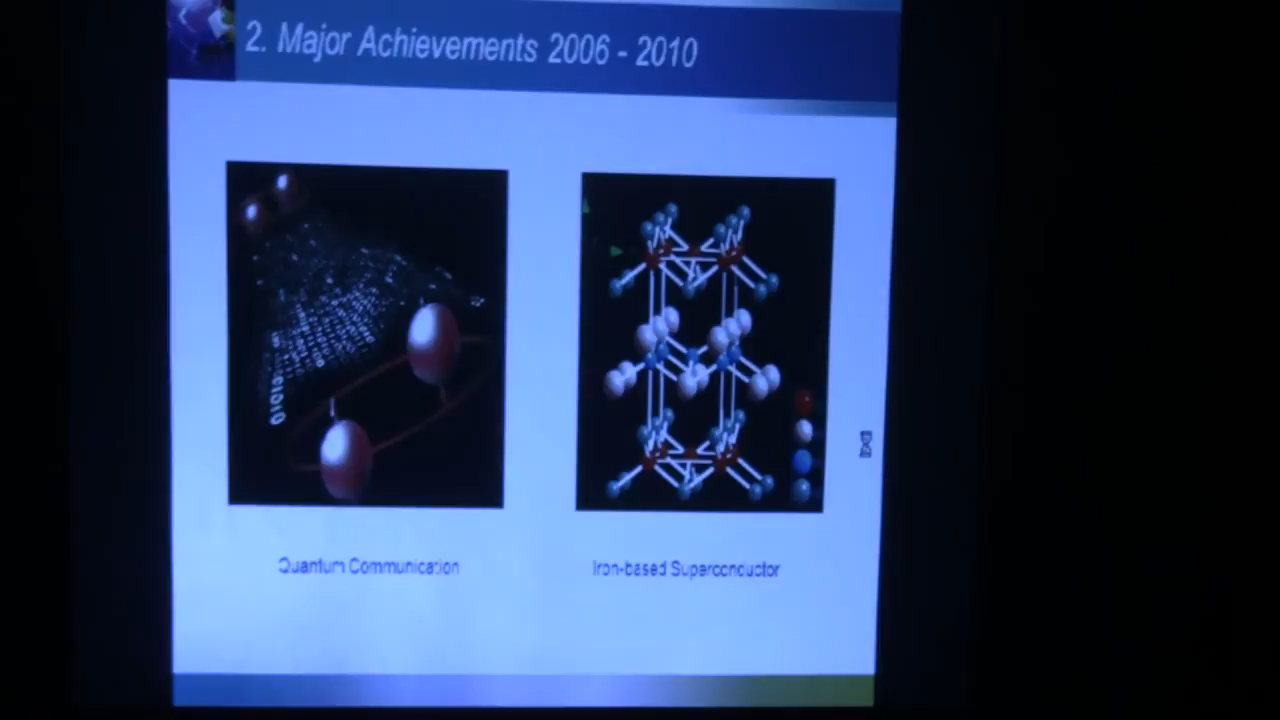 2. Major Achievements 2006 - 2010
Quantum Communication
Iron-based Superconductor